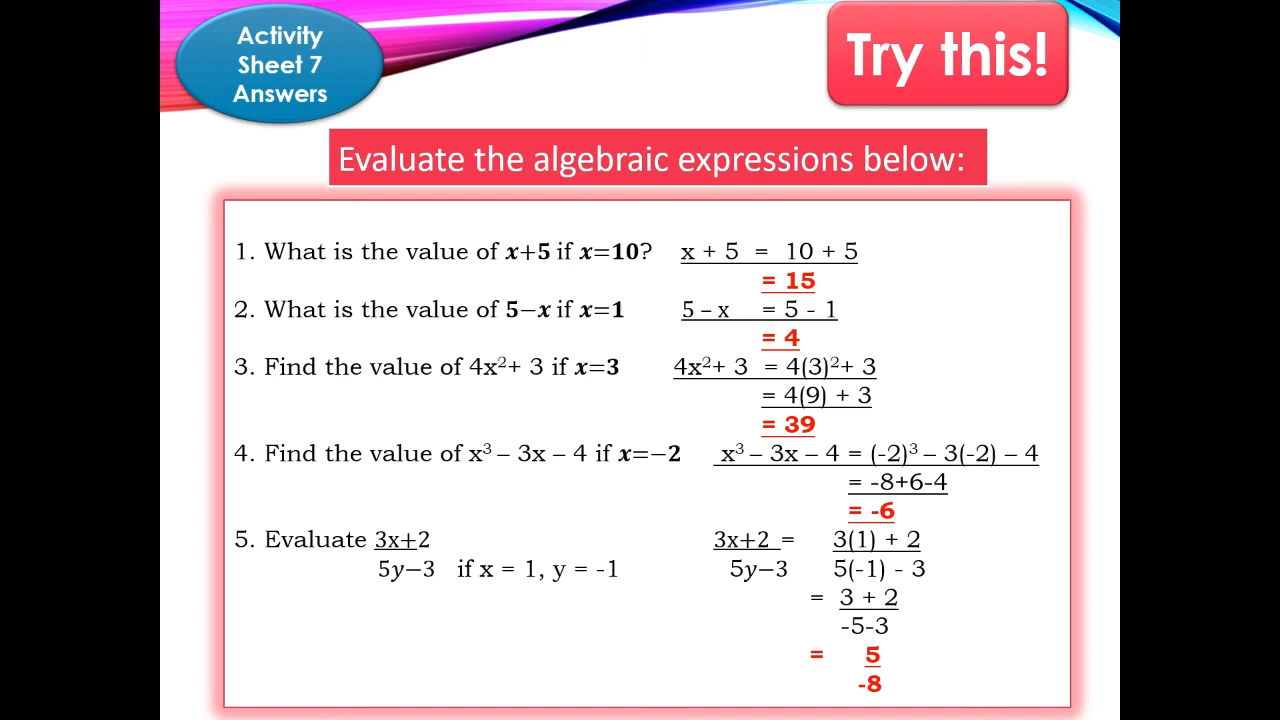 Activity
Sheet 7
Answers
Try this!
Evaluate the algebraic expressions below:
1. What is the value of x+5 if x=10? x + 5 = 10 + 5
= 15
2. What is the value of 5−x if x=1 5 – x = 5 - 1
= 4
3. Find the value of 4x²+ 3 if x=3 4x²+ 3 = 4(3)²+ 3
= 4(9) + 3
= 39
4. Find the value of x³ – 3x – 4 if x=−2 x³ – 3x – 4 = (-2)³ – 3(-2) – 4
= -8+6-4
= -6
5. Evaluate 3x+2 3x+2 = 3(1) + 2
5y−3 if x = 1, y = -1 5y−3 5(-1) - 3
= 3 + 2
-5-3
= 5
-8